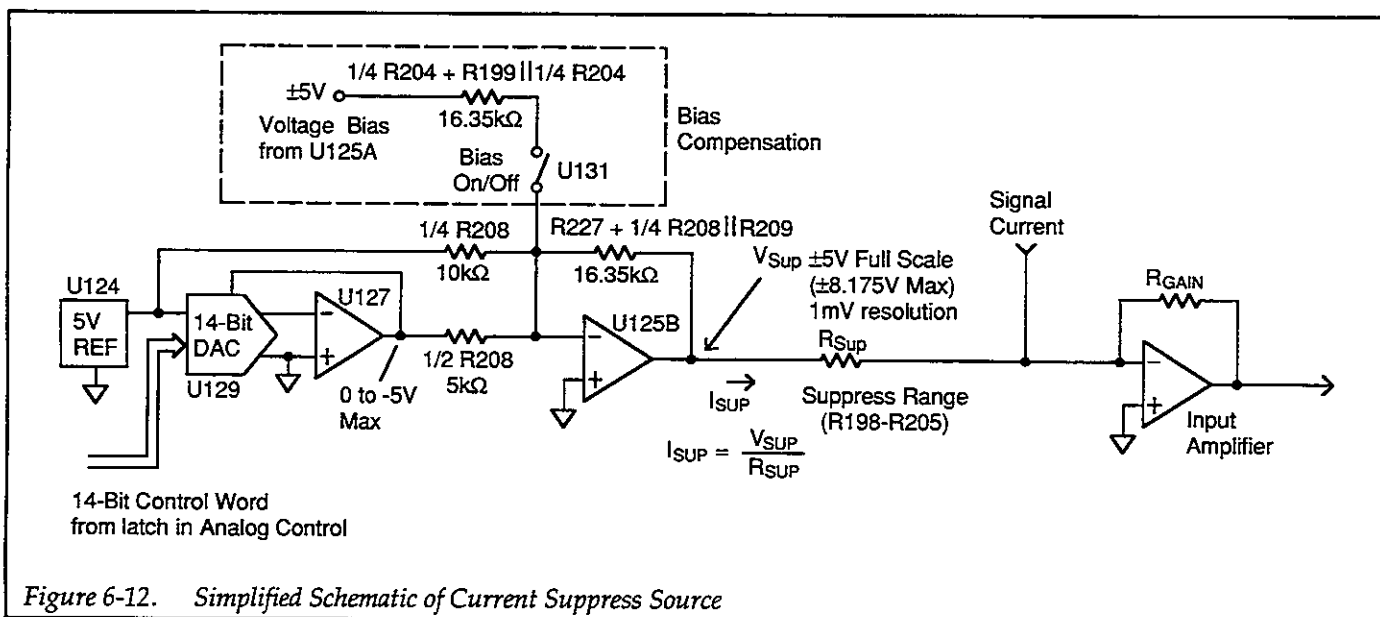 1/4 R204 + R199||1/4 R204
±5V
16.35kΩ
Voltage Bias
from U125A
Bias
On/Off
U131
Bias
Compensation
1/4 R208
10kΩ
R227 + 1/4 R208||R209
16.35kΩ
VSup ±5V Full Scale
(±8.175V Max)
1mV resolution
Signal
Current
U124
5V
REF
14-Bit
DAC
U129
U127
−
+
1/2 R208
5kΩ
0 to -5V
Max
U125B
−
+
ISUP
RSup
Suppress Range
(R198-R205)
ISUP = VSUP
RSUP
RGAIN
−
+
Input
Amplifier
14-Bit Control Word
from latch in Analog Control
Figure 6-12. Simplified Schematic of Current Suppress Source